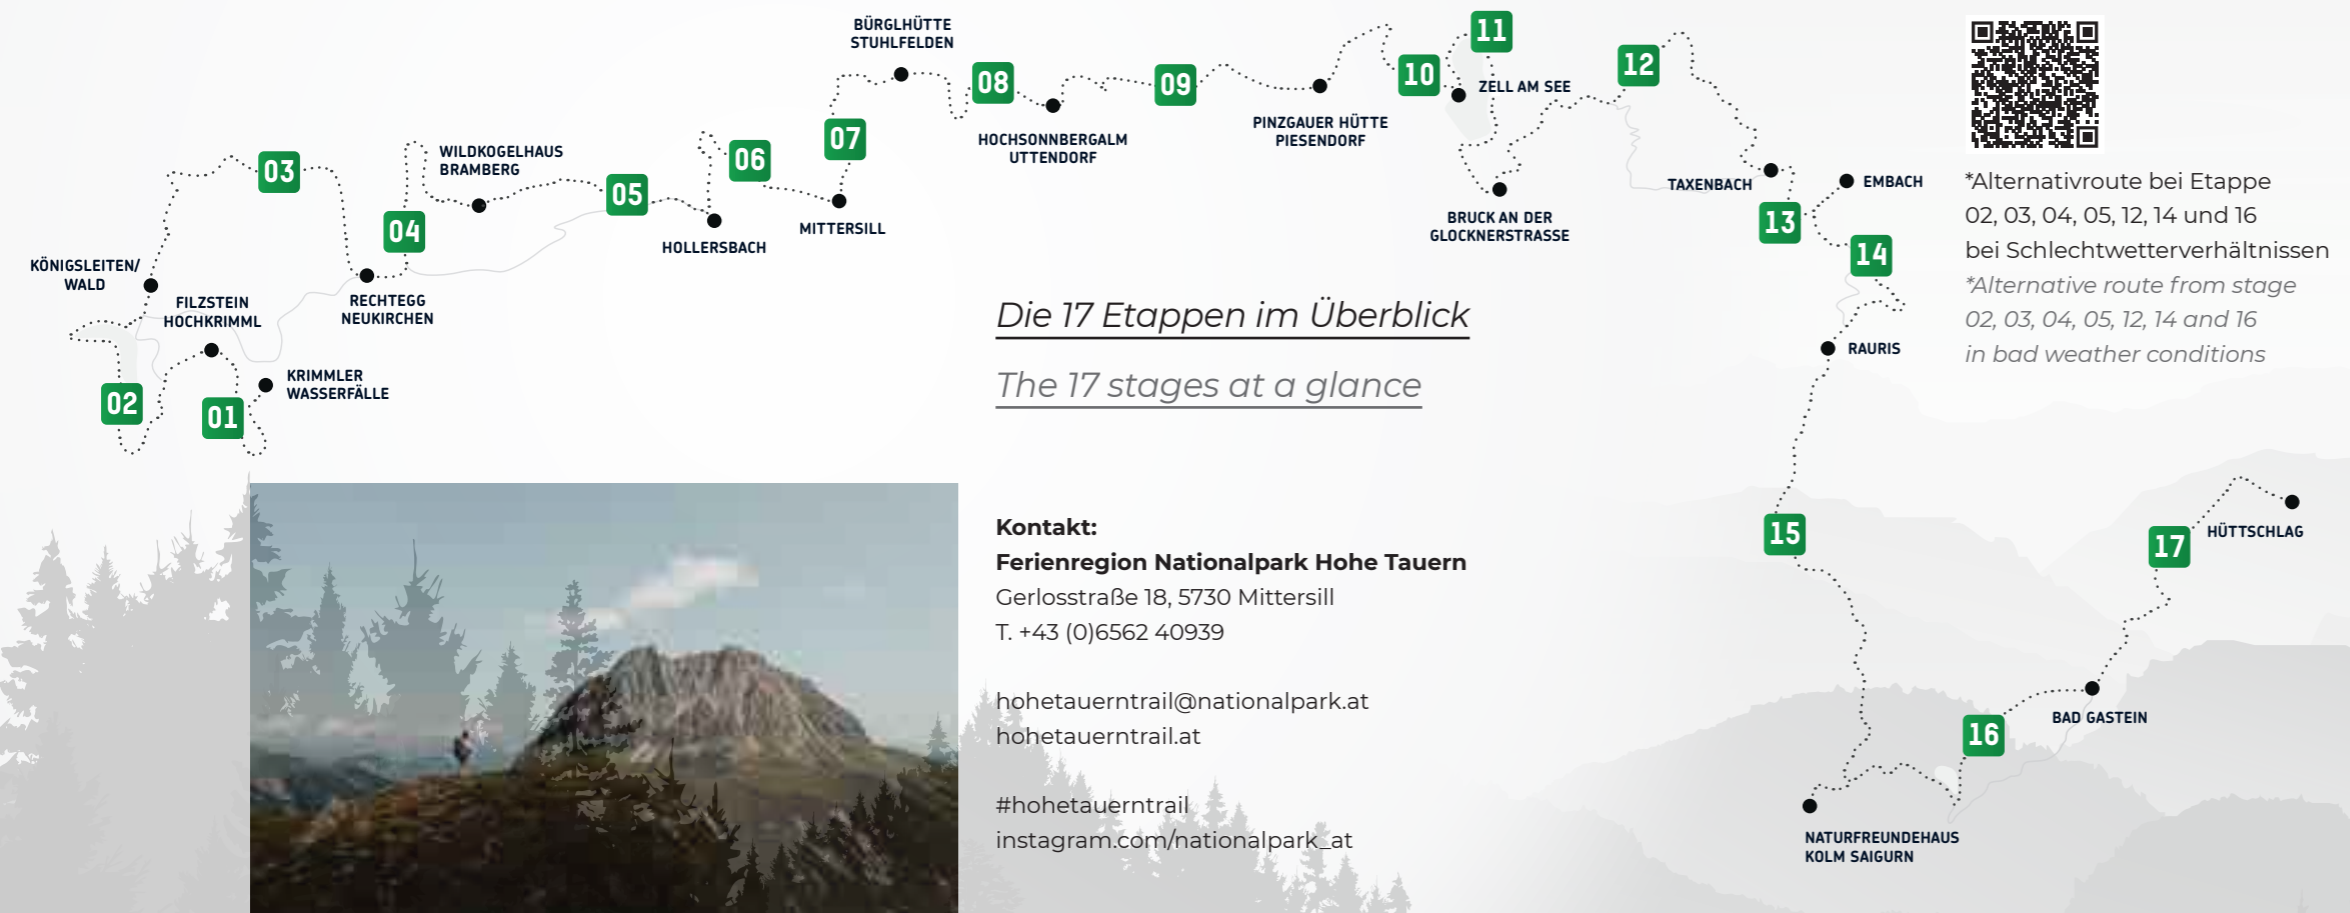 BÜRGLHÜTTE
STUHLFELDEN
11
08
09
10
12
ZELL AM SEE
HOCHSONNBERGALM
UTTENDORF
PINZGAUER HÜTTE
PIESENDORF
07
06
WILDKOGELHAUS
BRAMBERG
03
05
04
MITTERSILL
HOLLERSBACH
TAXENBACH
EMBACH
13
BRUCK AN DER
GLOCKNERSTRASSE
14
KÖNIGSLEITEN/
WALD
FILZSTEIN
HOCHKRIMML
RECHTEGG
NEUKIRCHEN
RAURIS
KRIMMLER
WASSERFÄLLE
02
01
*Alternativroute bei Etappe
02, 03, 04, 05, 12, 14 und 16
bei Schlechtwetterverhältnissen
*Alternative route from stage
02, 03, 04, 05, 12, 14 and 16
in bad weather conditions
Die 17 Etappen im Überblick
The 17 stages at a glance
Kontakt:
Ferienregion Nationalpark Hohe Tauern
Gerlosstraße 18, 5730 Mittersill
T. +43 (0)6562 40939
hohetauerntrail@nationalpark.at
hohetauerntrail.at
#hohetauerntrail
instagram.com/nationalpark_at
15
17
HÜTTSCHLAG
BAD GASTEIN
16
NATURFREUNDEHAUS
KOLM SAIGURN